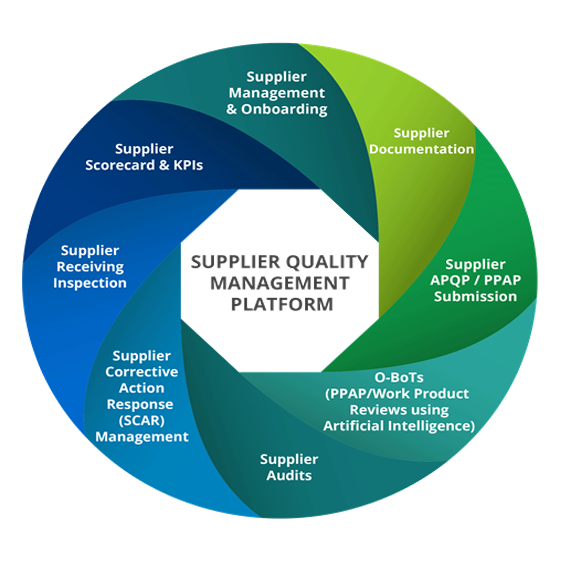 Supplier
Management
& Onboarding
Supplier
Documentation
Supplier
APQP / PPAP
Submission
O-BoTs
(PPAP/Work Product
Reviews using
Artificial Intelligence)
Supplier
Audits
Supplier
Corrective
Action
Response
(SCAR)
Management
Supplier
Receiving
Inspection
Supplier
Scorecard & KPIs
SUPPLIER QUALITY
MANAGEMENT
PLATFORM